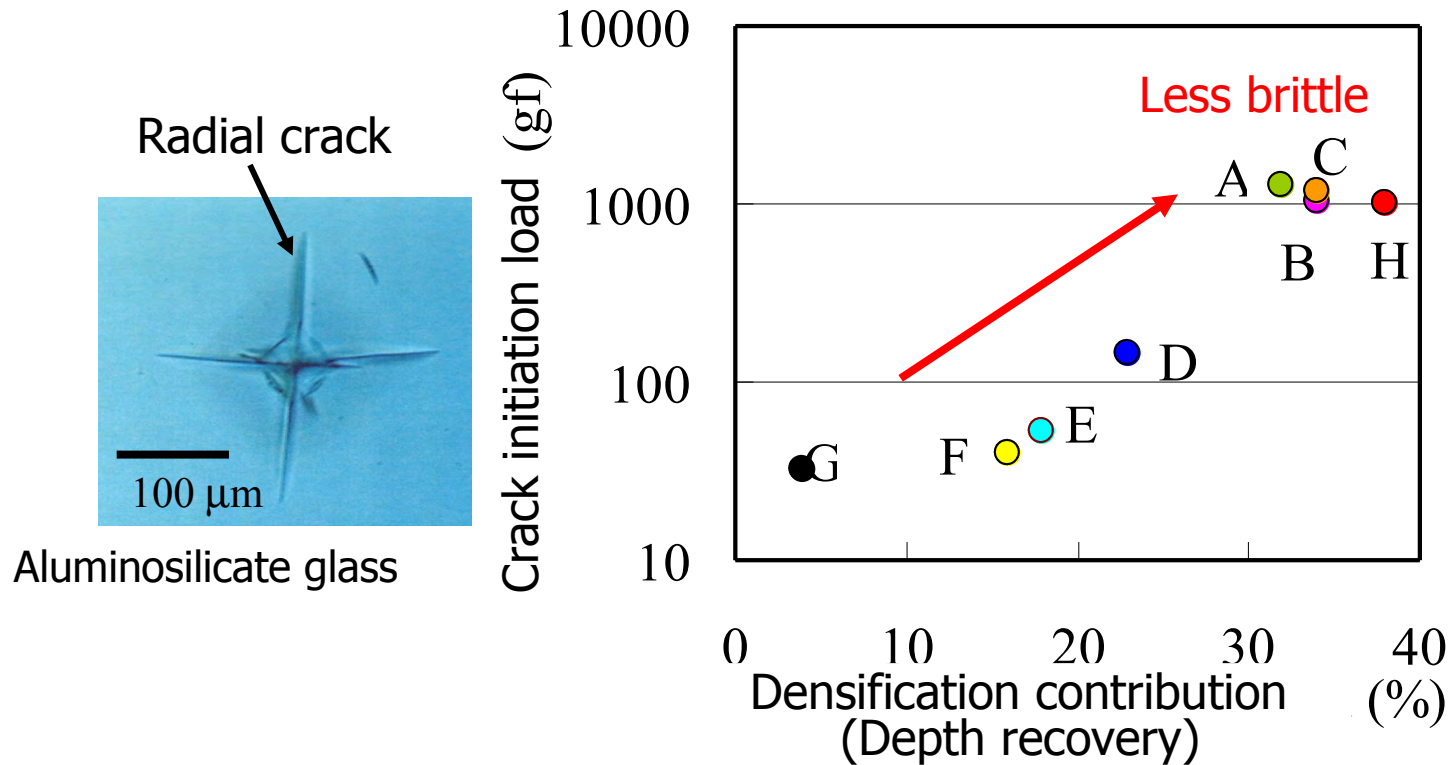 Radial crack
100 μm
Aluminosilicate glass
Crack initiation load (gf)
10000
1000
100
10
Less brittle
A
C
B
H
D
E
F
G
0 10 20 30 40
Densification contribution (%)
(Depth recovery)